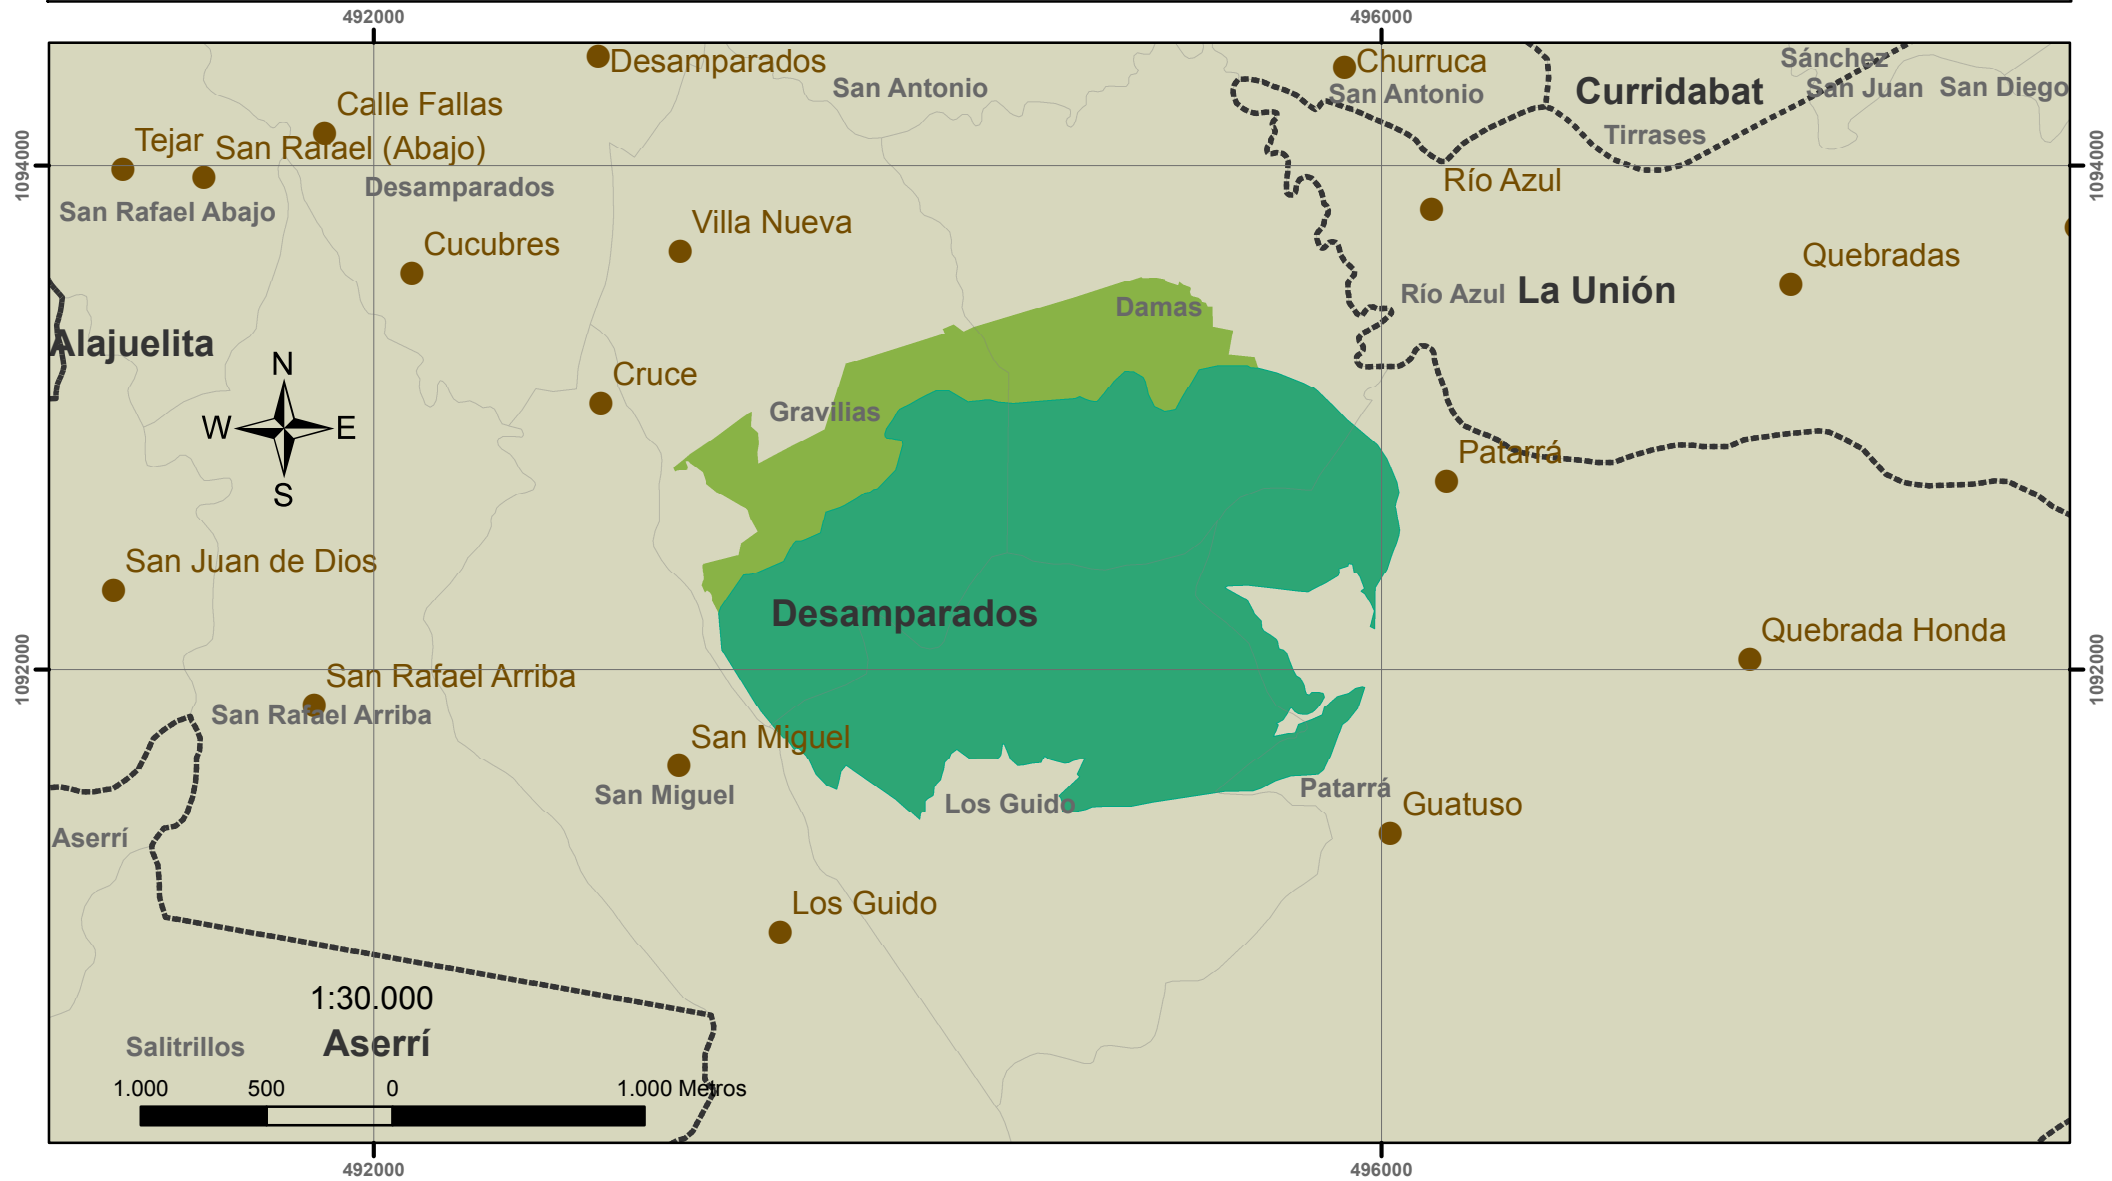 492000
496000
Desamparados
Churruca
Sánchez
San Antonio
San Antonio
Curridabat
San Juan
San Diego
Calle Fallas
Tirrases
Tejar
San Rafael (Abajo)
1094000
1094000
Desamparados
Río Azul
San Rafael Abajo
Villa Nueva
Cucubres
Quebradas
Río Azul
La Unión
Damas
Alajuelita
N
W
E
S
Cruce
Gravilias
Patarrá
San Juan de Dios
Desamparados
Quebrada Honda
1092000
1092000
San Rafael Arriba
San Rafael Arriba
San Miguel
San Miguel
Los Guido
Patarrá
Guatuso
Aserrí
Los Guido
1:30.000
Salitrillos
Aserrí
1.000
500
0
1.000 Metros
492000
496000